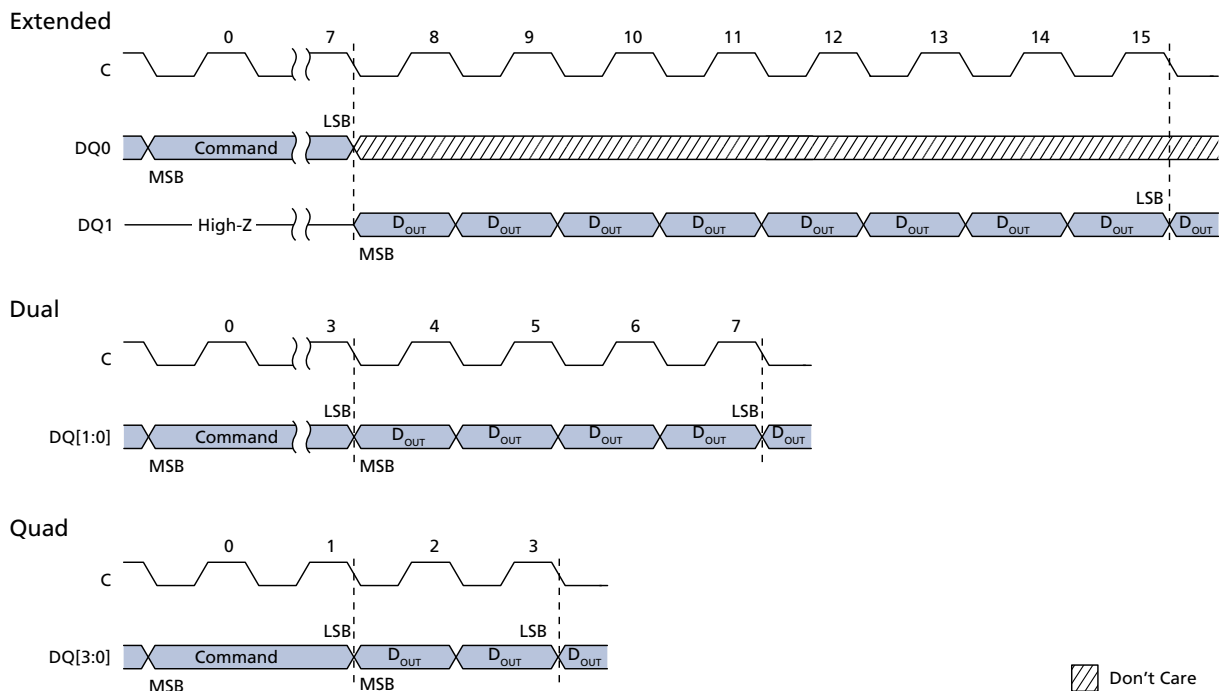 Extended
0 7 8 9 10 11 12 13 14 15
C
LSB
DQ0 Command
MSB
LSB
DQ1 High-Z DOUT DOUT DOUT DOUT DOUT DOUT DOUT DOUT DOUT
MSB
Dual
0 3 4 5 6 7
C
LSB LSB
DQ[1:0] Command DOUT DOUT DOUT DOUT DOUT
MSB MSB
Quad
0 1 2 3
C
LSB LSB
DQ[3:0] Command DOUT DOUT DOUT
MSB MSB
Don't Care